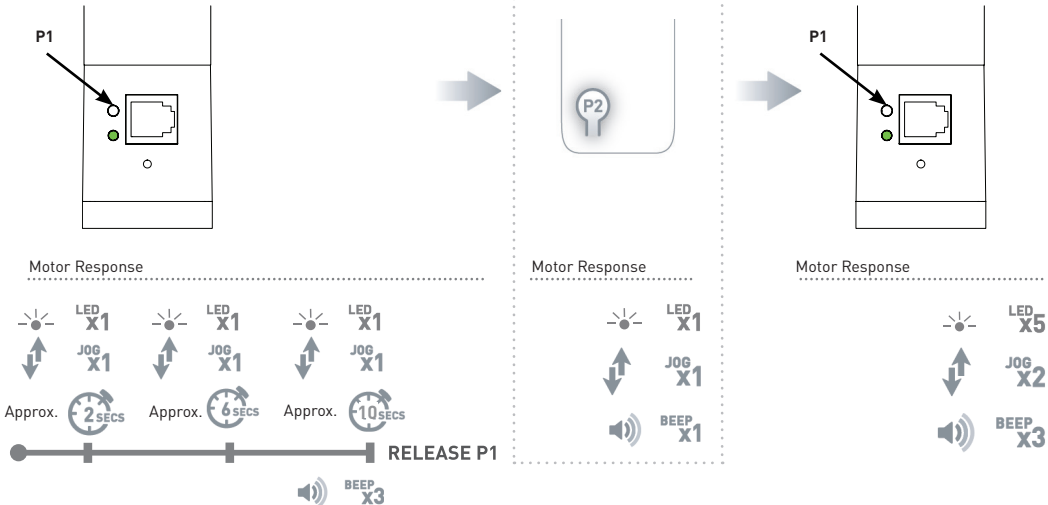 P1
P2
P1
Motor Response
LED x1
LED x1
LED x1
JOG x1
JOG x1
JOG x1
Approx. 2 SECS
Approx. 6 SECS
Approx. 10 SECS
RELEASE P1
BEEP x3
Motor Response
LED x1
JOG x1
BEEP x1
Motor Response
LED x5
JOG x2
BEEP x3